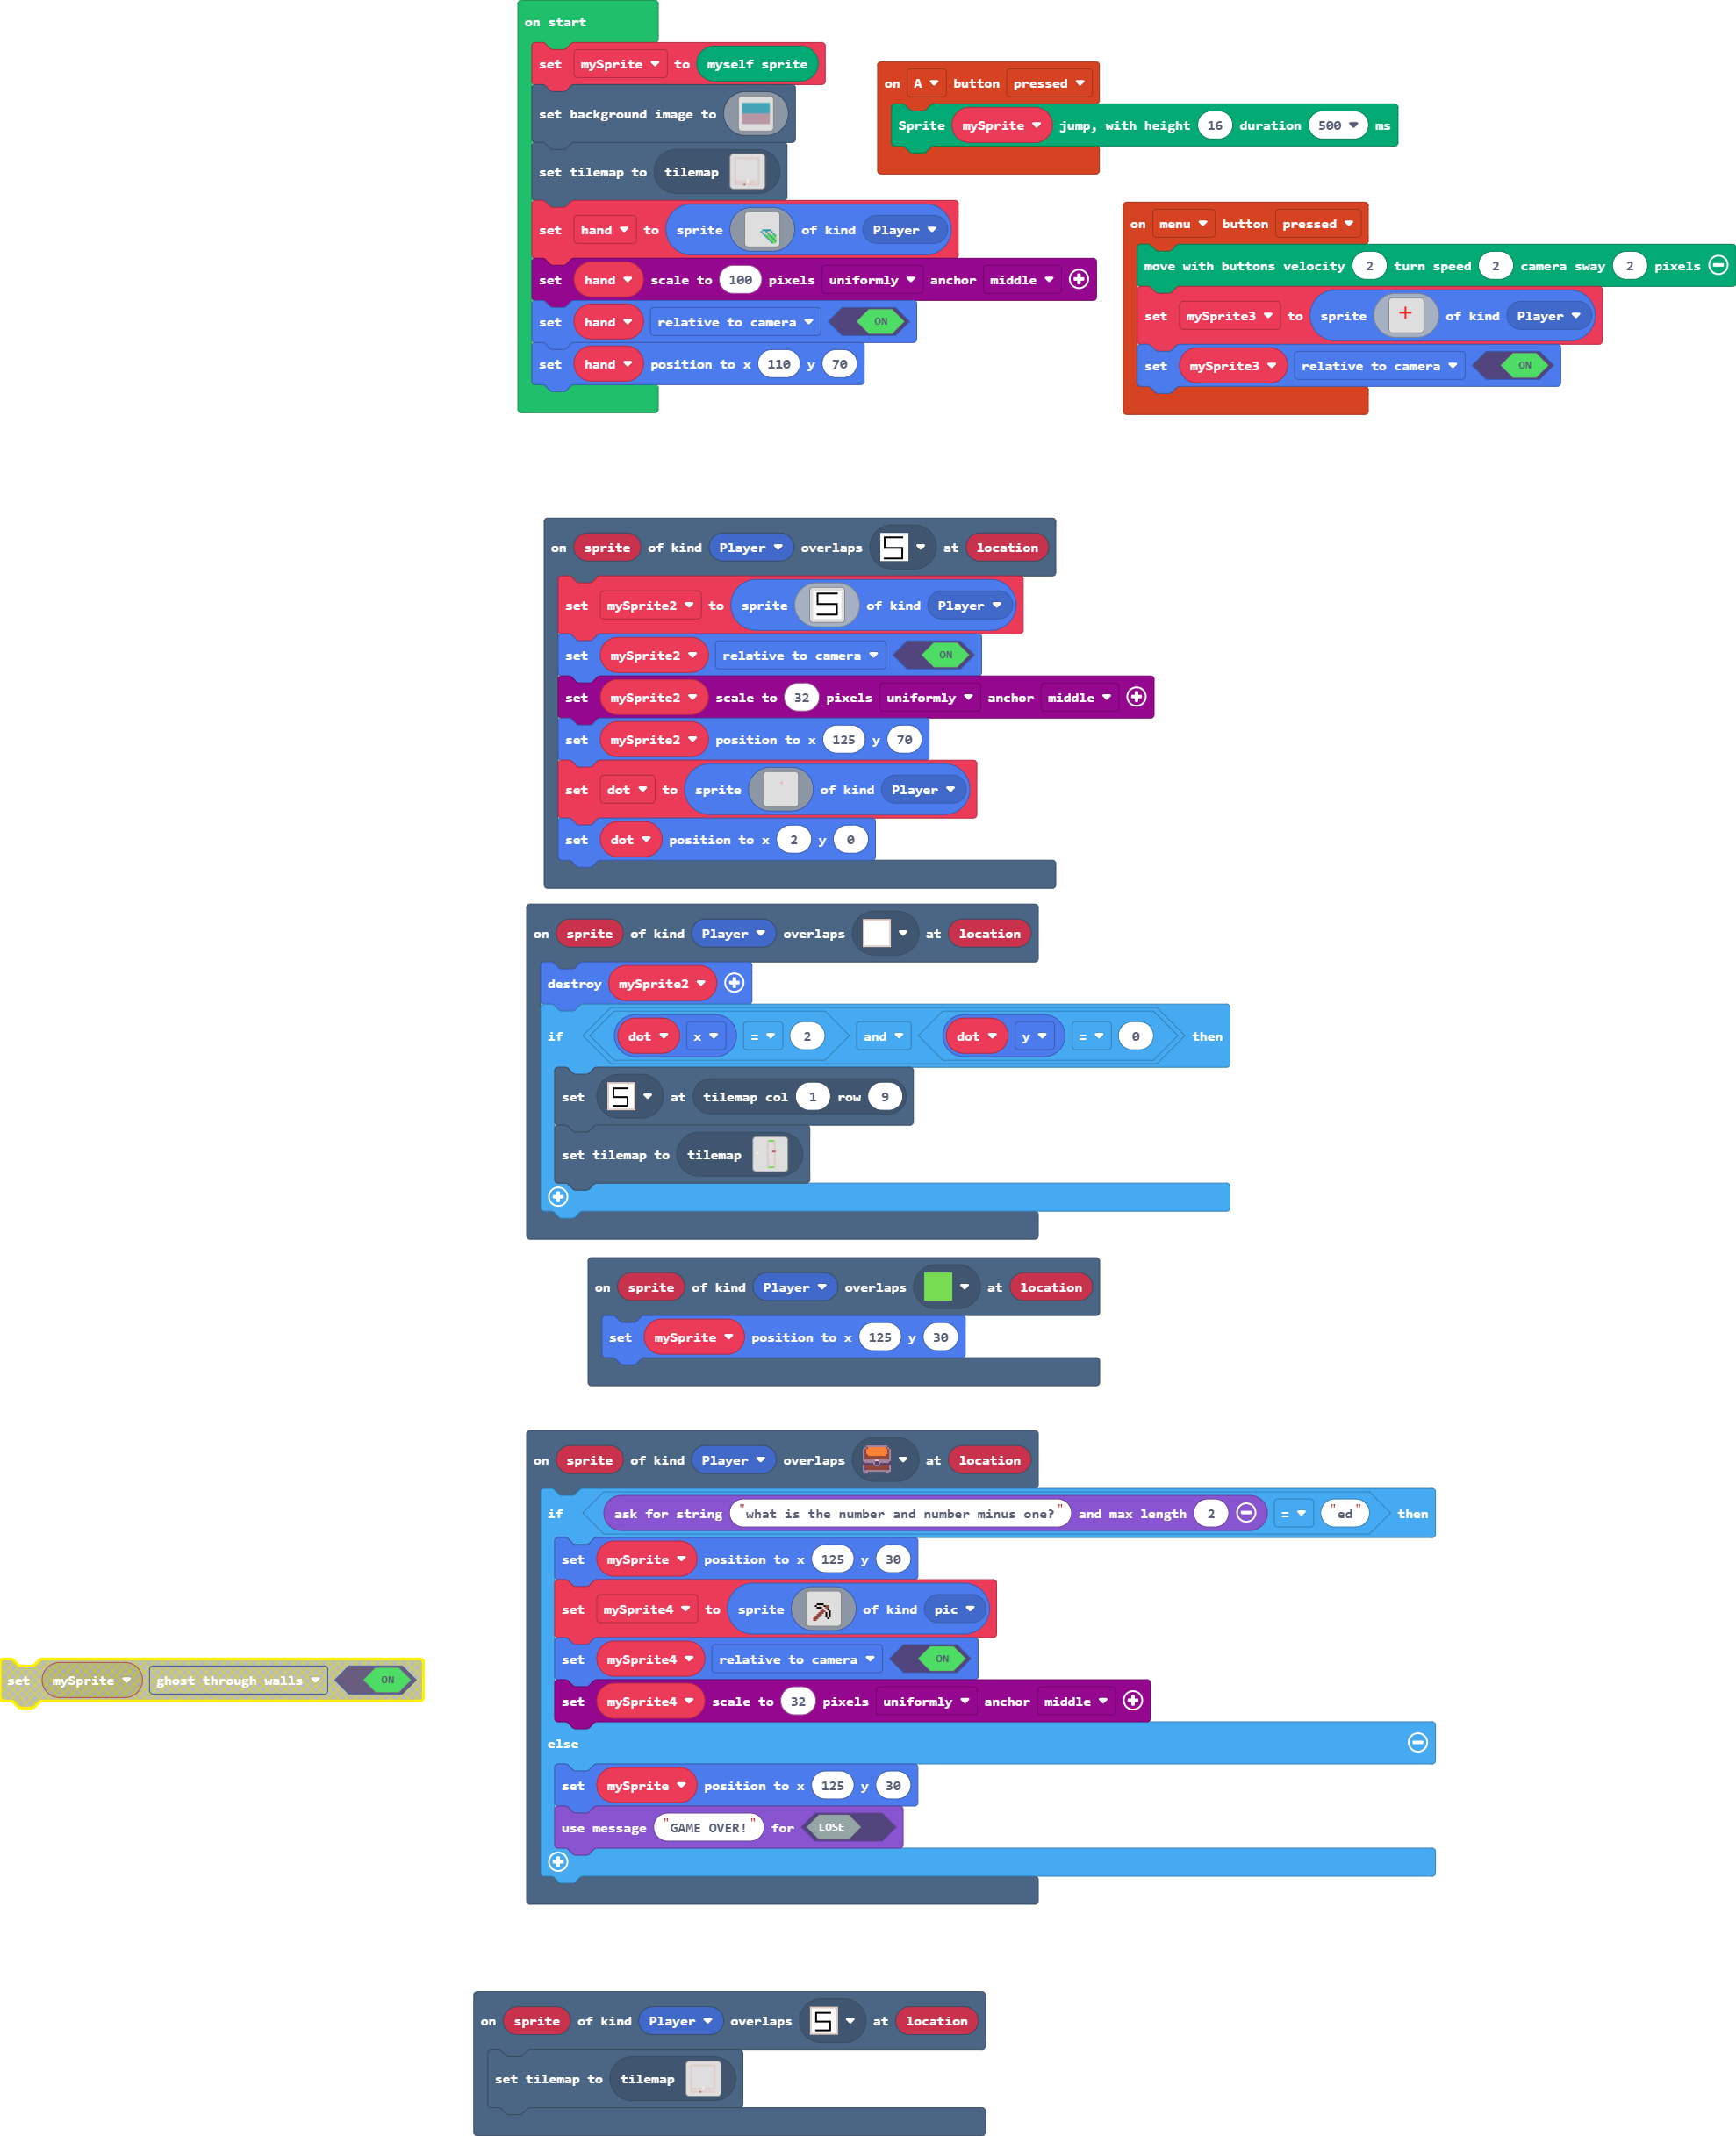 on start
set mySprite to myself sprite
set background image to
set tilemap to tilemap
set hand to sprite of kind Player
set hand scale to 100 pixels uniformly anchor middle
set hand relative to camera ON
set hand position to x 110 y 70
on A button pressed
Sprite mySprite jump, with height 16 duration 500 ms
on menu button pressed
move with buttons velocity 2 turn speed 2 camera sway 2 pixels
set mySprite3 to sprite of kind Player
set mySprite3 relative to camera ON
on sprite of kind Player overlaps at location
set mySprite2 to sprite of kind Player
set mySprite2 relative to camera ON
set mySprite2 scale to 32 pixels uniformly anchor middle
set mySprite2 position to x 125 y 70
set dot to sprite of kind Player
set dot position to x 2 y 0
on sprite of kind Player overlaps at location
destroy mySprite2
if dot x = 2 and dot y = 0 then
set at tilemap col 1 row 9
set tilemap to tilemap
on sprite of kind Player overlaps at location
set mySprite position to x 125 y 30
on sprite of kind Player overlaps at location
if ask for string "what is the number and number minus one?" and max length 2 = "ed" then
set mySprite position to x 125 y 30
set mySprite4 to sprite of kind pic
set mySprite4 relative to camera ON
set mySprite4 scale to 32 pixels uniformly anchor middle
else
set mySprite position to x 125 y 30
use message "GAME OVER!" for LOSE
set mySprite ghost through walls ON
on sprite of kind Player overlaps at location
set tilemap to tilemap